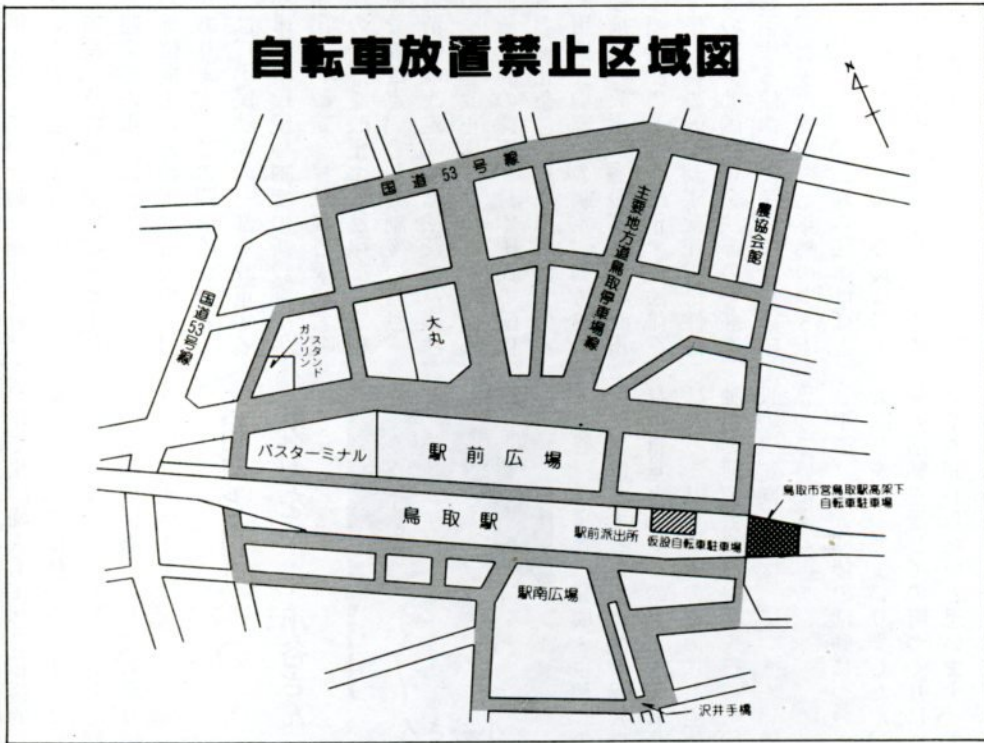 自転車放置禁止区域図
N
国道53号線
主要地方道鳥取停車場線
農協会館
国道53号線
ガソリン
スタンド
大丸
バスターミナル
駅前広場
鳥取市営鳥取駅高架下
自転車駐車場
鳥取駅
駅前派出所
仮設自転車駐車場
駅南広場
沢井手橋